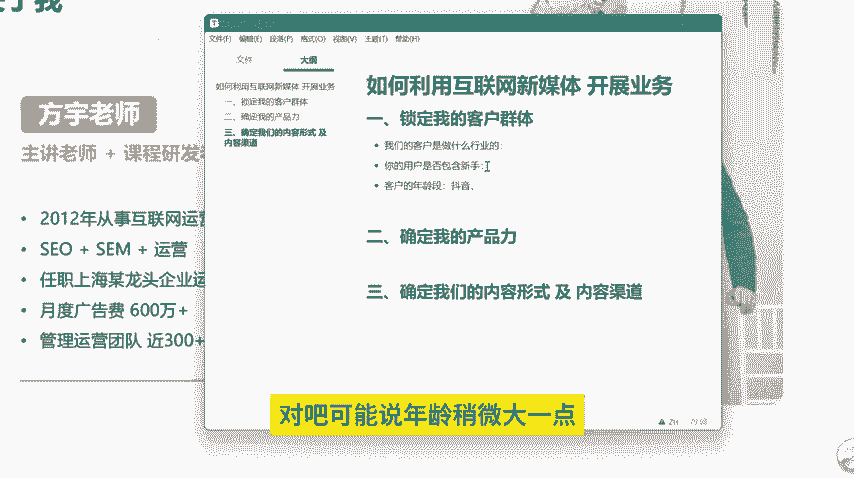 方宇老师
主讲老师 + 课程研发
2012年从事互联网运营
SEO + SEM + 运营
任职上海某龙头企业运
月度广告费 600万+
管理运营团队 近300+
文件(F) 编辑(E) 段落(P) 格式(O) 视图(V) 主题(T) 帮助(H)
文件 大纲
如何利用互联网新媒体 开展业务
一、锁定我的客户群体
二、确定我的产品力
三、确定我们的内容形式 及
内容渠道
如何利用互联网新媒体 开展业务
一、锁定我的客户群体
我们的客户是做什么行业的:
你的用户是否包含新手:
客户的年龄段：抖音、
二、确定我的产品力
三、确定我们的内容形式 及 内容渠道
对吧可能说年龄稍微大一点